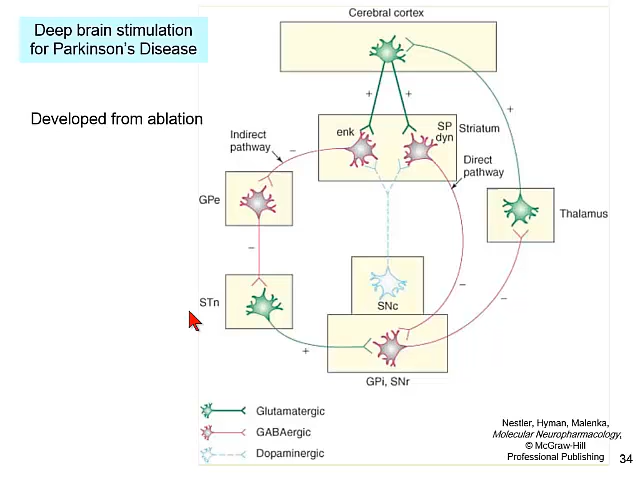 Deep brain stimulation
for Parkinson's Disease
Developed from ablation
Cerebral cortex
+
+
+
enk
SP
dyn
Striatum
Indirect
pathway
−
Direct
pathway
GPe
Thalamus
−
STn
SNc
−
−
+
GPi, SNr
Glutamatergic
GABAergic
Dopaminergic
Nestler, Hyman, Malenka,
Molecular Neuropharmacology,
© McGraw-Hill
Professional Publishing
34